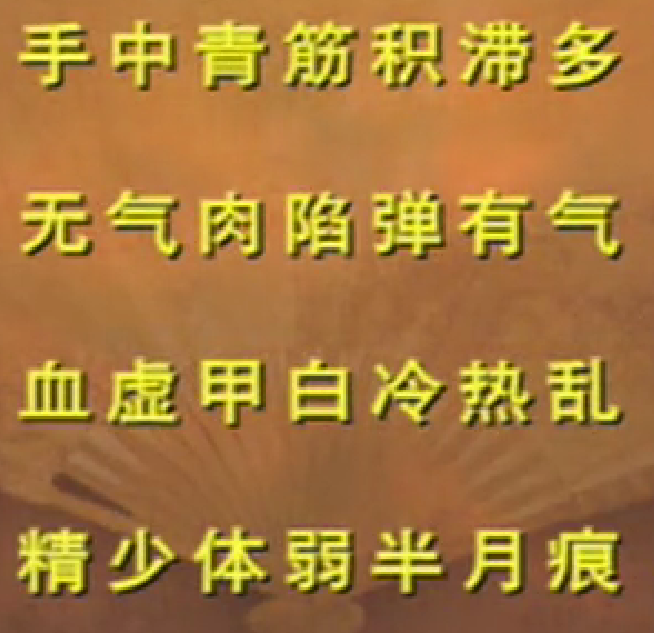 手中青筋积滞多
无气肉陷弹有气
血虚甲白冷热乱
精少体弱半月痕